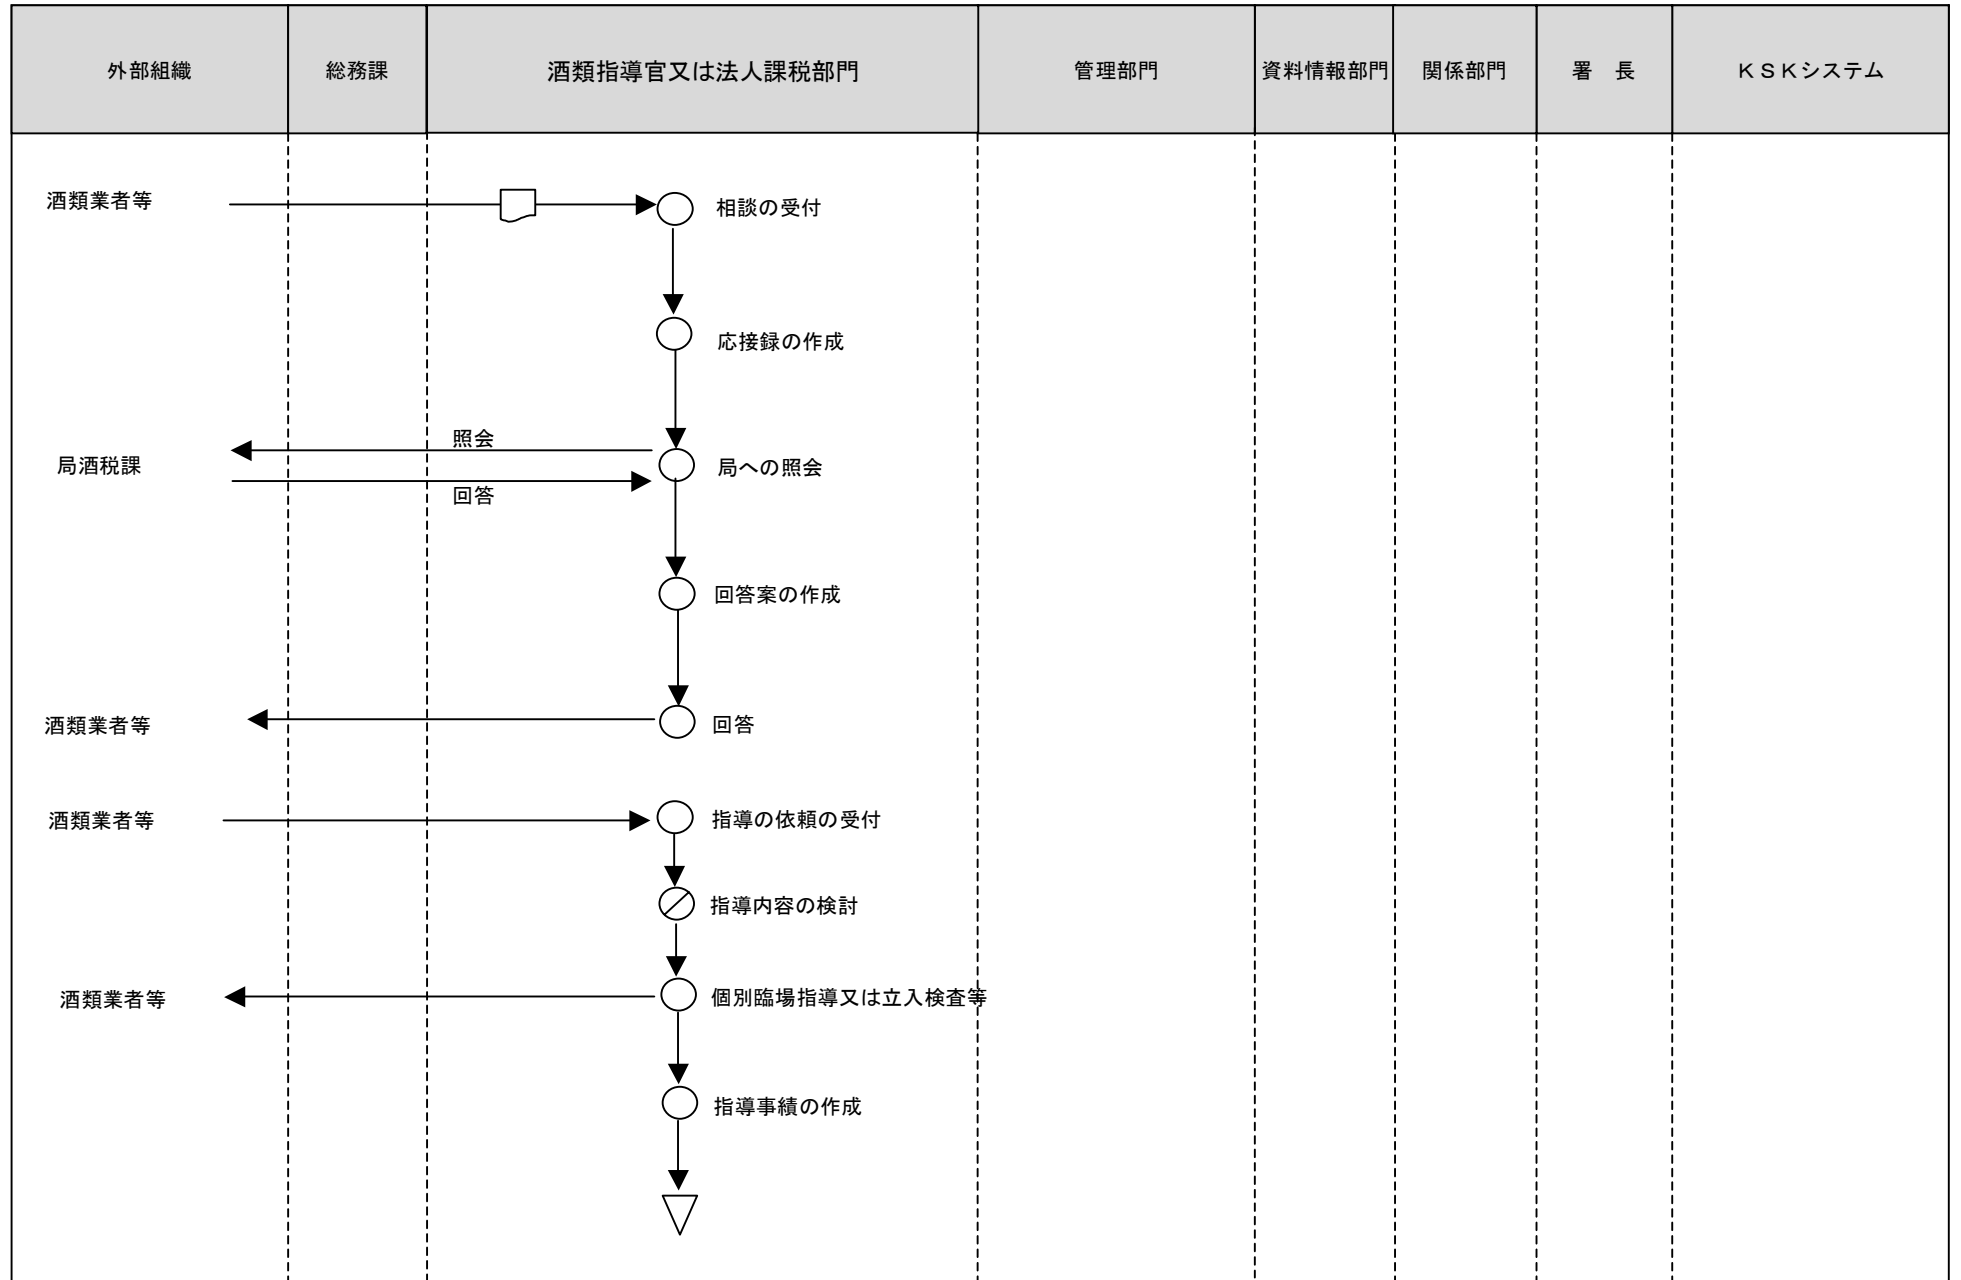 外部組織
総務課
酒類指導官又は法人課税部門
管理部門
資料情報部門
関係部門
署　長
ＫＳＫシステム
酒類業者等
相談の受付
応接録の作成
照会
局酒税課
局への照会
回答
回答案の作成
酒類業者等
回答
酒類業者等
指導の依頼の受付
指導内容の検討
酒類業者等
個別臨場指導又は立入検査等
指導事績の作成